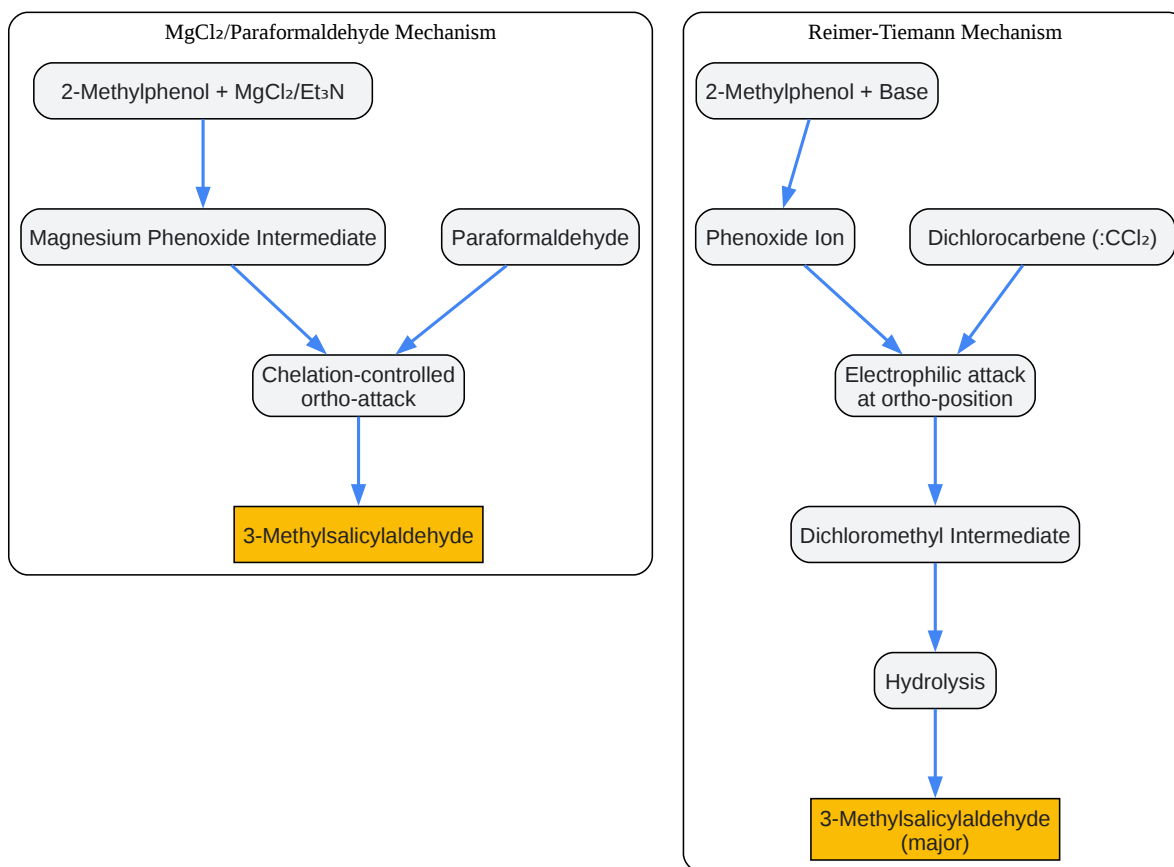 MgCl₂/Paraformaldehyde Mechanism
2-Methylphenol + MgCl₂/Et₃N
Magnesium Phenoxide Intermediate
Paraformaldehyde
Chelation-controlled
ortho-attack
3-Methylsalicylaldehyde
Reimer-Tiemann Mechanism
2-Methylphenol + Base
Phenoxide Ion
Dichlorocarbene (:CCl₂)
Electrophilic attack
at ortho-position
Dichloromethyl Intermediate
Hydrolysis
3-Methylsalicylaldehyde
(major)